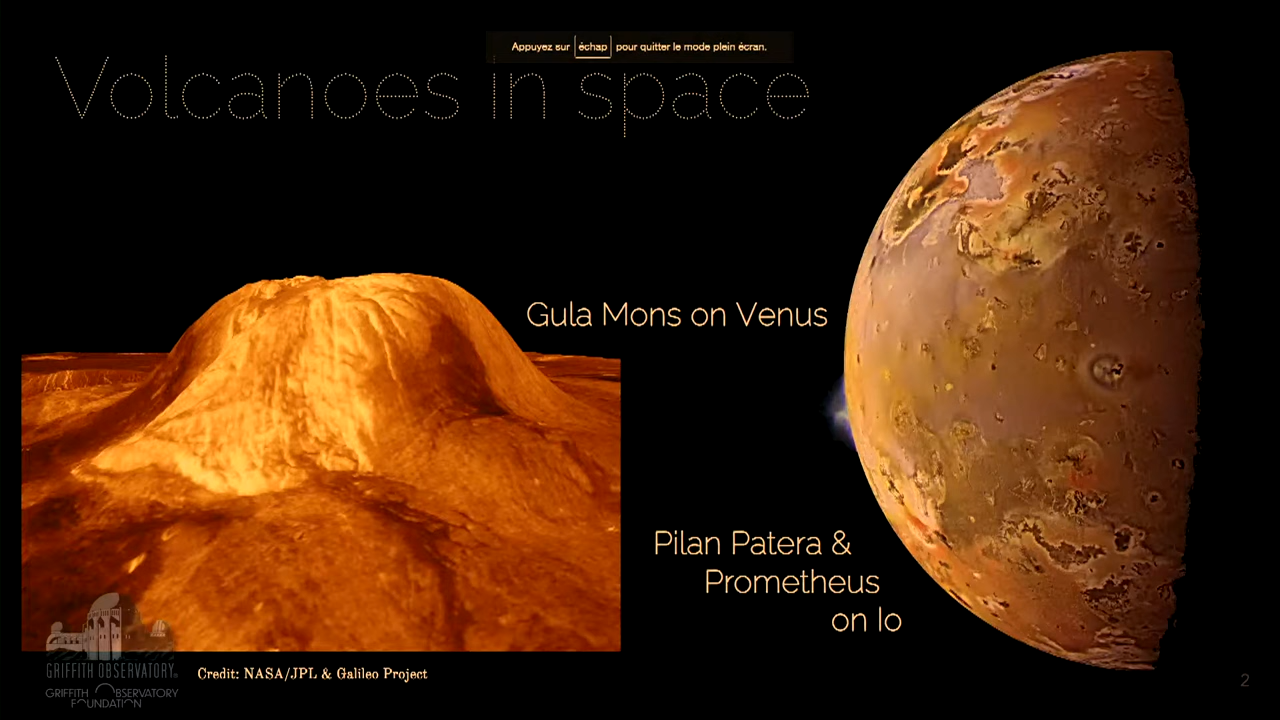 Appuyez sur échap pour quitter le mode plein écran.
Volcanoes in space
Gula Mons on Venus
Pilan Patera &
Prometheus
on Io
GRIFFITH OBSERVATORY
GRIFFITH OBSERVATORY
FOUNDATION
Credit: NASA/JPL & Galileo Project
2